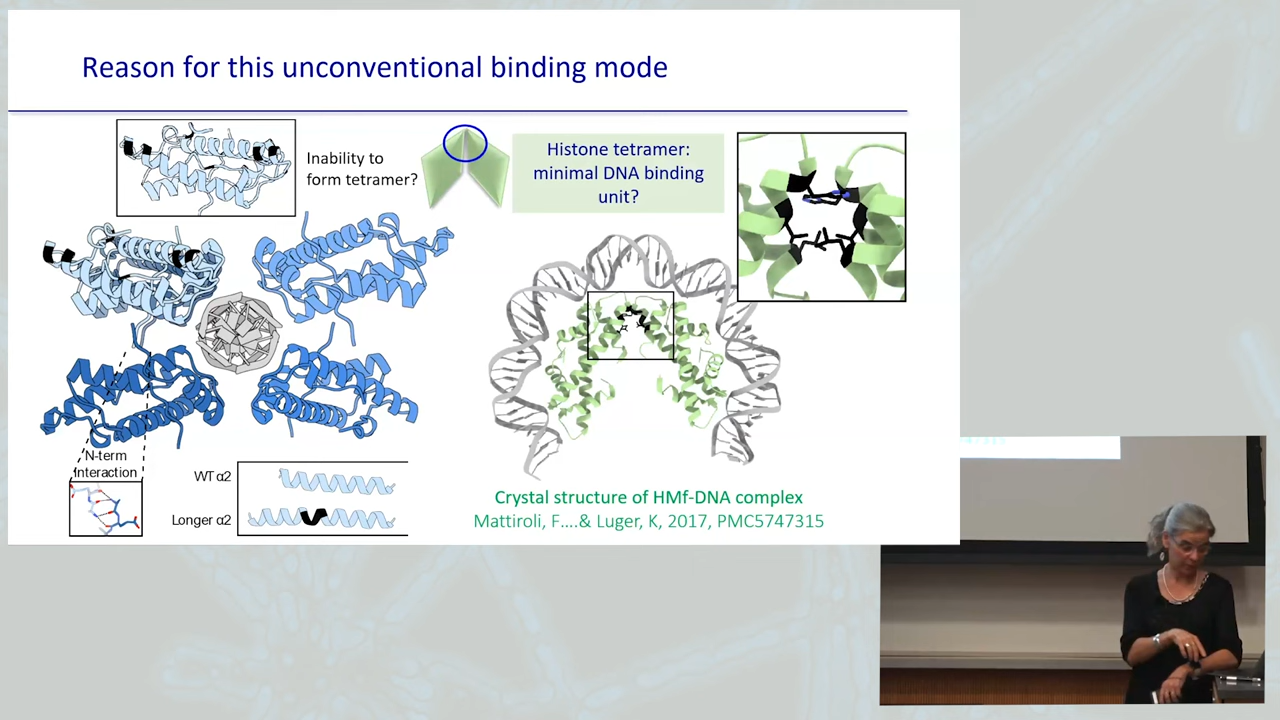 Reason for this unconventional binding mode
Inability to
form tetramer?
Histone tetramer:
minimal DNA binding
unit?
N-term
Interaction
WT α2
Longer α2
Crystal structure of HMf-DNA complex
Mattiroli, F....& Luger, K, 2017, PMC5747315